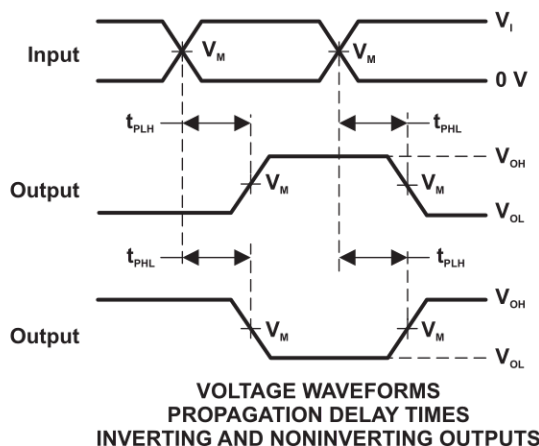 V_I
Input
V_M
V_M
0 V
t_PLH
t_PHL
V_OH
Output
V_M
V_M
V_OL
t_PHL
t_PLH
V_OH
Output
V_M
V_M
V_OL
VOLTAGE WAVEFORMS
PROPAGATION DELAY TIMES
INVERTING AND NONINVERTING OUTPUTS